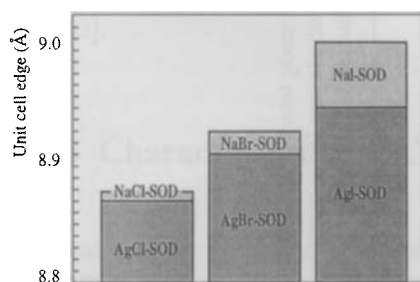 Unit cell edge (Å)
9.0
8.9
8.8
NaCl-SOD
AgCl-SOD
NaBr-SOD
AgBr-SOD
NaI-SOD
AgI-SOD